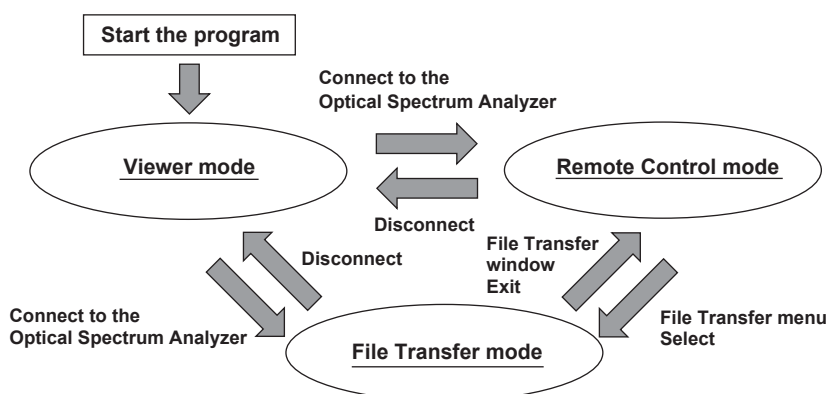 Start the program
Connect to the
Optical Spectrum Analyzer
Viewer mode
Remote Control mode
Disconnect
Disconnect
File Transfer
window
Exit
Connect to the
Optical Spectrum Analyzer
File Transfer menu
Select
File Transfer mode